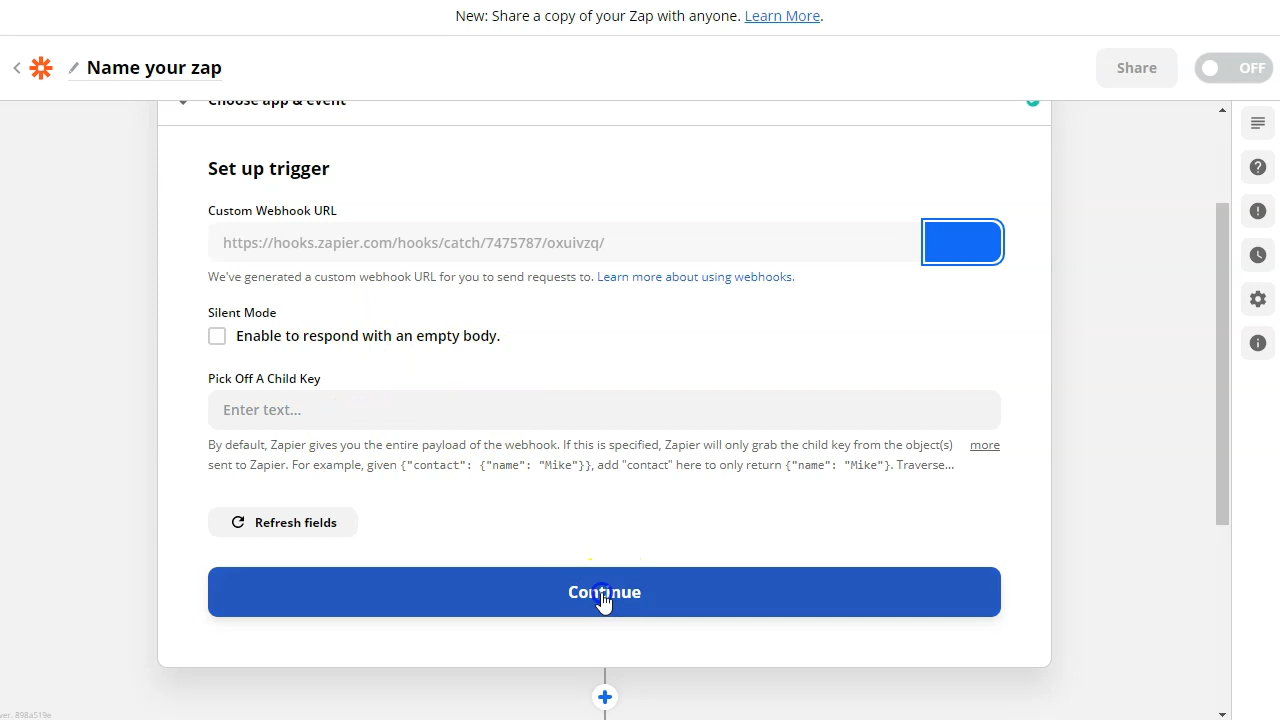 New: Share a copy of your Zap with anyone. Learn More.
Name your zap
Share
OFF
Choose app & event
Set up trigger
Custom Webhook URL
https://hooks.zapier.com/hooks/catch/7475787/oxuivzq/
We've generated a custom webhook URL for you to send requests to. Learn more about using webhooks.
Silent Mode
Enable to respond with an empty body.
Pick Off A Child Key
Enter text...
By default, Zapier gives you the entire payload of the webhook. If this is specified, Zapier will only grab the child key from the object(s) more
sent to Zapier. For example, given {"contact": {"name": "Mike"}}, add "contact" here to only return {"name": "Mike"}. Traverse...
Refresh fields
Continue
ver. 898a519e